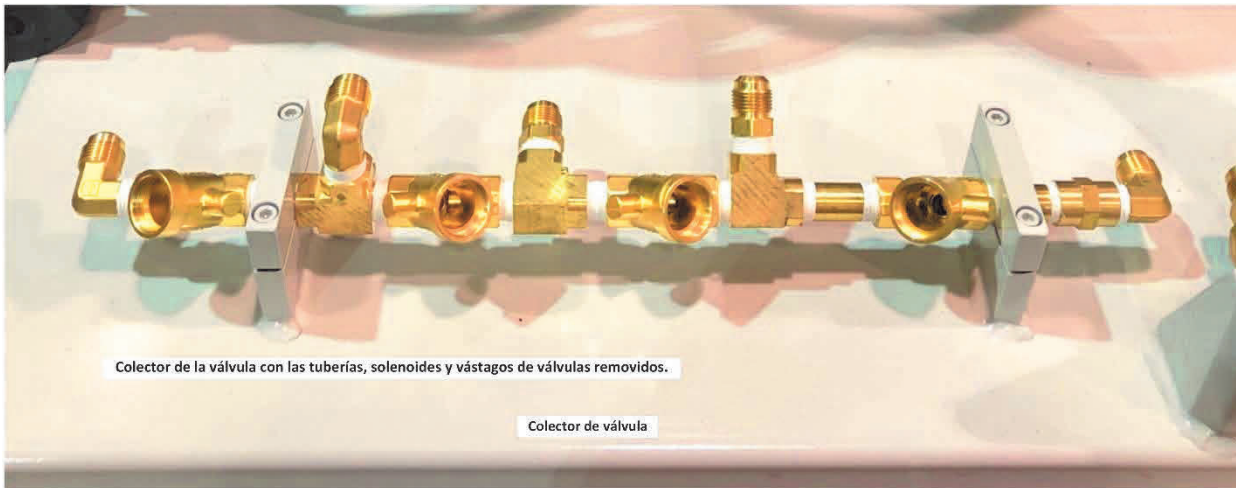 Colector de la válvula con las tuberías, solenoides y vástagos de válvulas removidos.
Colector de válvula